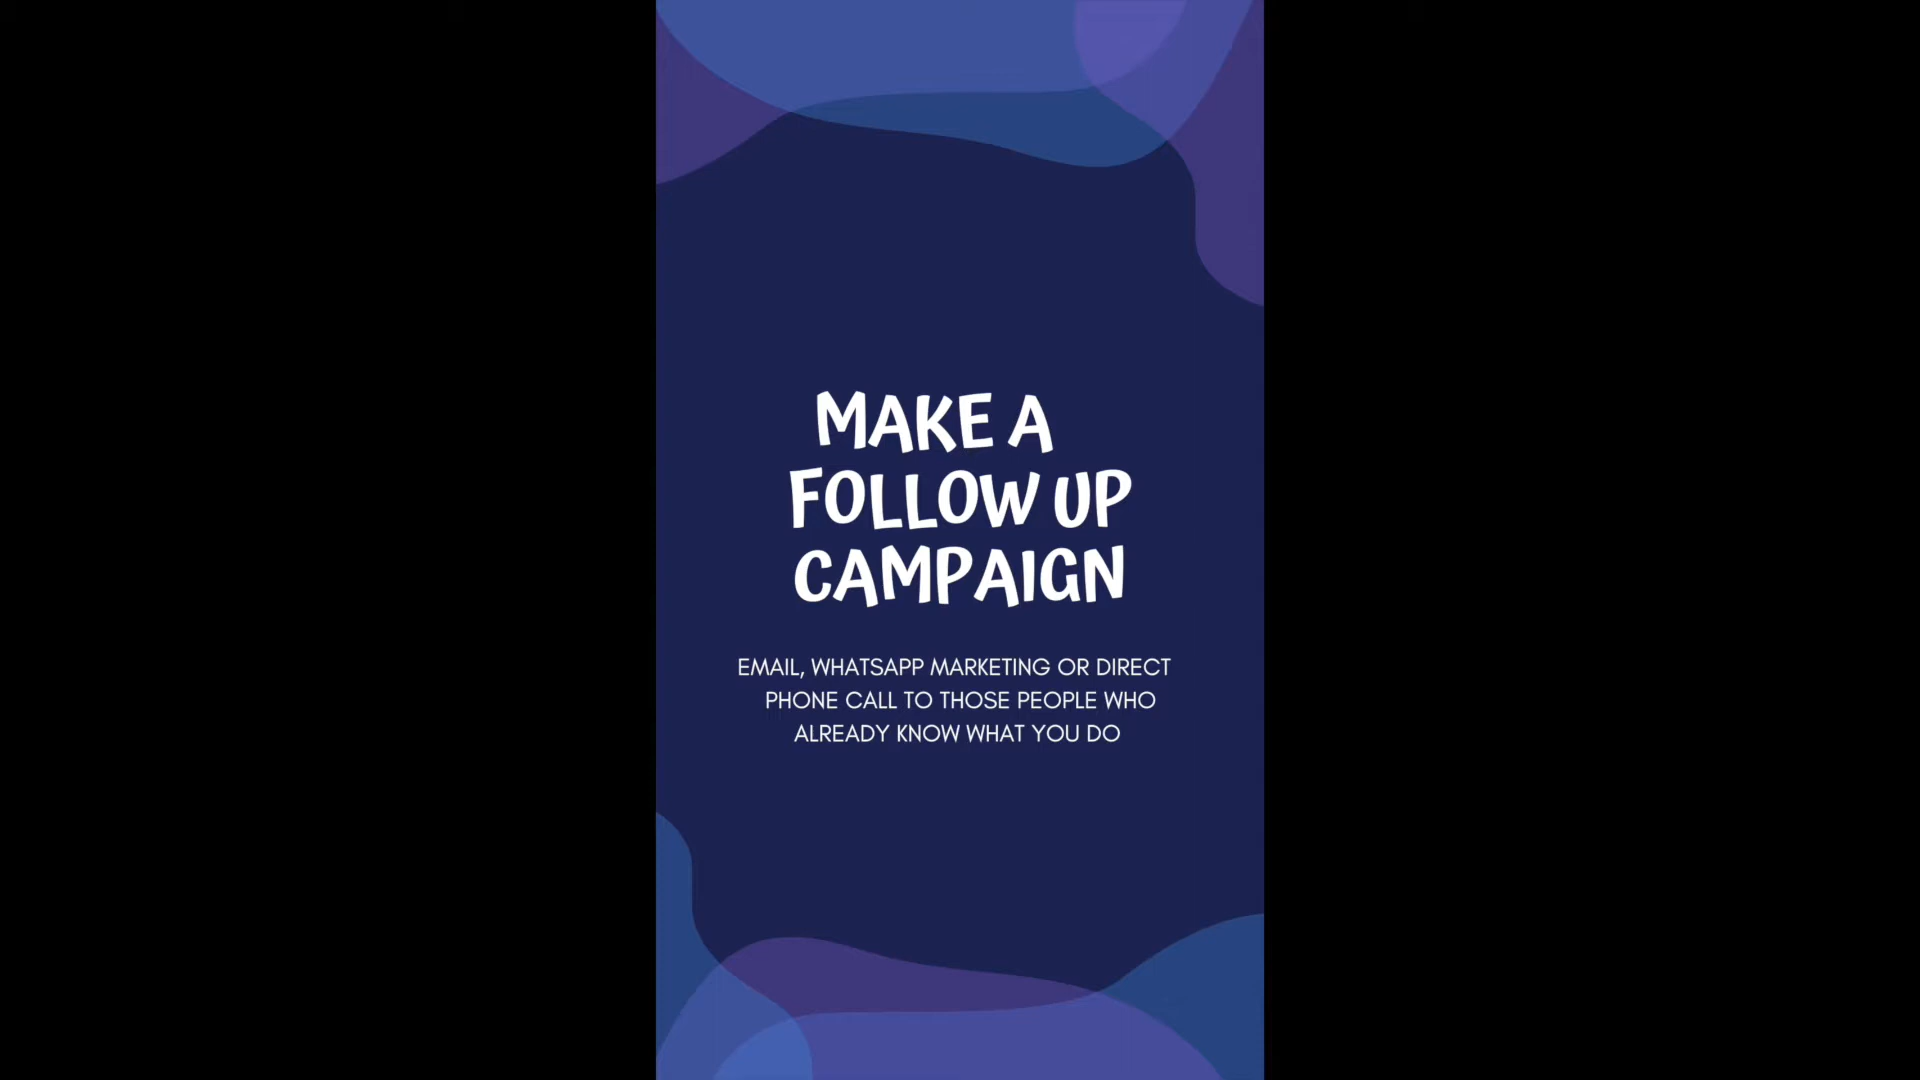 MAKE A
FOLLOW UP
CAMPAIGN
EMAIL, WHATSAPP MARKETING OR DIRECT
PHONE CALL TO THOSE PEOPLE WHO
ALREADY KNOW WHAT YOU DO